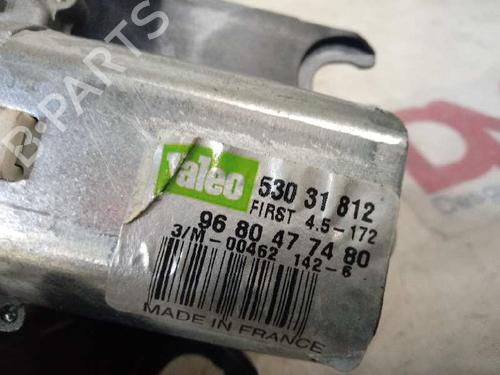 B-PARTS
Valeo
530 31 812
FIRST 4.5-172
96 80 47 74 80
3/M-00462 142-6
MADE IN FRANCE